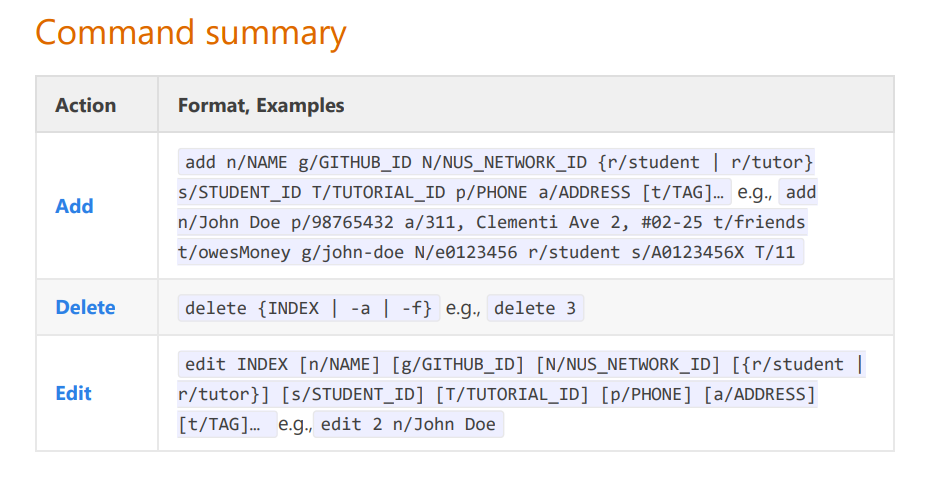 Command summary
Action Format, Examples
add n/NAME g/GITHUB_ID N/NUS_NETWORK_ID {r/student | r/tutor}
Add s/STUDENT_ID T/TUTORIAL_ID p/PHONE a/ADDRESS [t/TAG]… e.g., add
n/John Doe p/98765432 a/311, Clementi Ave 2, #02-25 t/friends
t/owesMoney g/john-doe N/e0123456 r/student s/A0123456X T/11
Delete delete {INDEX | -a | -f} e.g., delete 3
edit INDEX [n/NAME] [g/GITHUB_ID] [N/NUS_NETWORK_ID] [{r/student |
Edit r/tutor}] [s/STUDENT_ID] [T/TUTORIAL_ID] [p/PHONE] [a/ADDRESS]
[t/TAG]… e.g., edit 2 n/John Doe